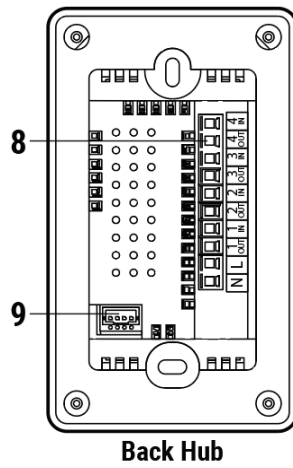 8
4 IN
4 OUT
3 IN
3 OUT
2 IN
2 OUT
1 IN
1 OUT
L
N
9
Back Hub